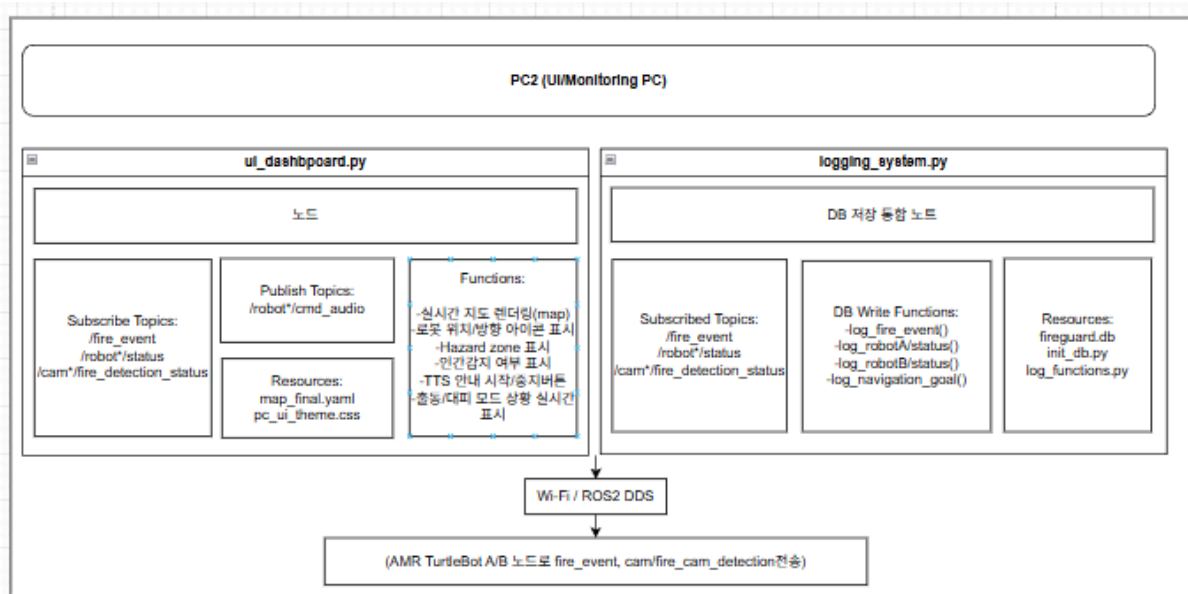 PC2 (UI/Monitoring PC)
ui_dashbpoard.py
노드
Subscribe Topics:
/fire_event
/robot*/status
/cam*/fire_detection_status
Publish Topics:
/robot*/cmd_audio
Resources:
map_final.yaml
pc_ui_theme.css
Functions:
-실시간 지도 렌더링(map)
-로봇 위치/방향 아이콘 표시
-Hazard zone 표시
-인간감지 여부 표시
-TTS 안내 시작/중지버튼
-출동/대피 모드 상황 실시간
표시
logging_system.py
DB 저장 통합 노트
Subscribed Topics:
/fire_event
/robot*/status
/cam*/fire_detection_status
DB Write Functions:
-log_fire_event()
-log_robotA/status()
-log_robotB/status()
-log_navigation_goal()
Resources:
fireguard.db
init_db.py
log_functions.py
Wi-Fi / ROS2 DDS
(AMR TurtleBot A/B 노드로 fire_event, cam/fire_cam_detection전송)